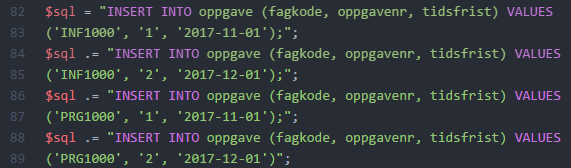 82 $sql = "INSERT INTO oppgave (fagkode, oppgavenr, tidsfrist) VALUES
83 ('INF1000', '1', '2017-11-01');";
84 $sql .= "INSERT INTO oppgave (fagkode, oppgavenr, tidsfrist) VALUES
85 ('INF1000', '2', '2017-12-01');";
86 $sql .= "INSERT INTO oppgave (fagkode, oppgavenr, tidsfrist) VALUES
87 ('PRG1000', '1', '2017-11-01');";
88 $sql .= "INSERT INTO oppgave (fagkode, oppgavenr, tidsfrist) VALUES
89 ('PRG1000', '2', '2017-12-01')";